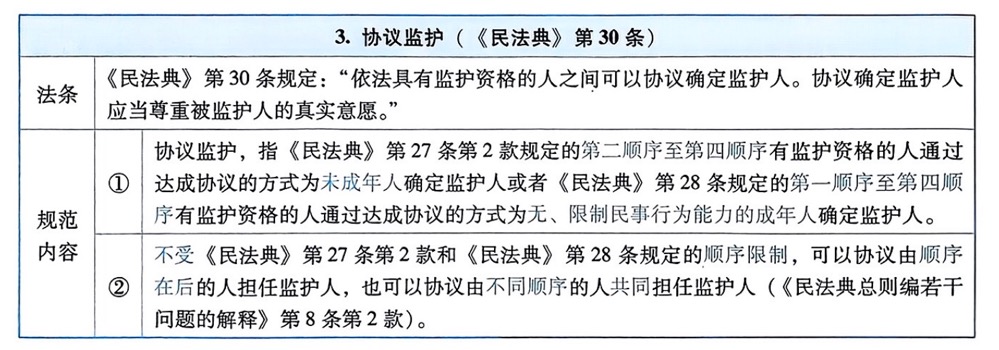 3. 协议监护（《民法典》第30条）
法条
《民法典》第30条规定：“依法具有监护资格的人之间可以协议确定监护人。协议确定监护人
应当尊重被监护人的真实意愿。”
规范
内容
①
协议监护，指《民法典》第27条第2款规定的第二顺序至第四顺序有监护资格的人通过
达成协议的方式为未成年人确定监护人或者《民法典》第28条规定的第一顺序至第四顺
序有监护资格的人通过达成协议的方式为无、限制民事行为能力的成年人确定监护人。
②
不受《民法典》第27条第2款和《民法典》第28条规定的顺序限制，可以协议由顺序
在后的人担任监护人，也可以协议由不同顺序的人共同担任监护人（《民法典总则编若干
问题的解释》第8条第2款）。